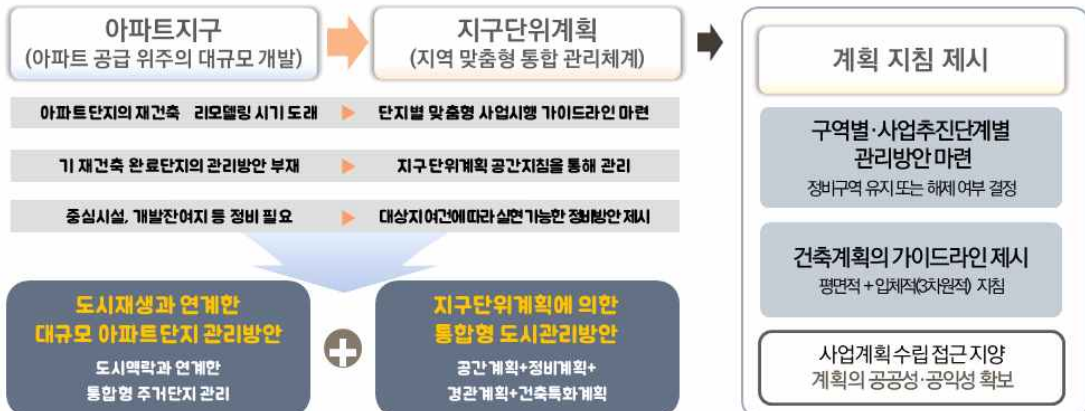 아파트지구
(아파트 공급 위주의 대규모 개발)
지구단위계획
(지역 맞춤형 통합 관리체계)
아파트단지의 재건축 리모델링 시기 도래
단지별 맞춤형 사업시행 가이드라인 마련
기 재건축 완료단지의 관리방안 부재
지구단위계획 공간지침을 통해 관리
중심시설, 개발잔여지 등 정비 필요
대상지 여건에 따라 실현 가능한 정비방안 제시
도시재생과 연계한
대규모 아파트단지 관리방안
도시맥락과 연계한
통합형 주거단지 관리
지구단위계획에 의한
통합형 도시관리방안
공간계획+정비계획+
경관계획+건축특화계획
계획 지침 제시
구역별·사업추진단계별
관리방안 마련
정비구역 유지 또는 해제 여부 결정
건축계획의 가이드라인 제시
평면적 + 입체적(3차원적) 지침
사업계획 수립 접근 지양
계획의 공공성·공익성 확보